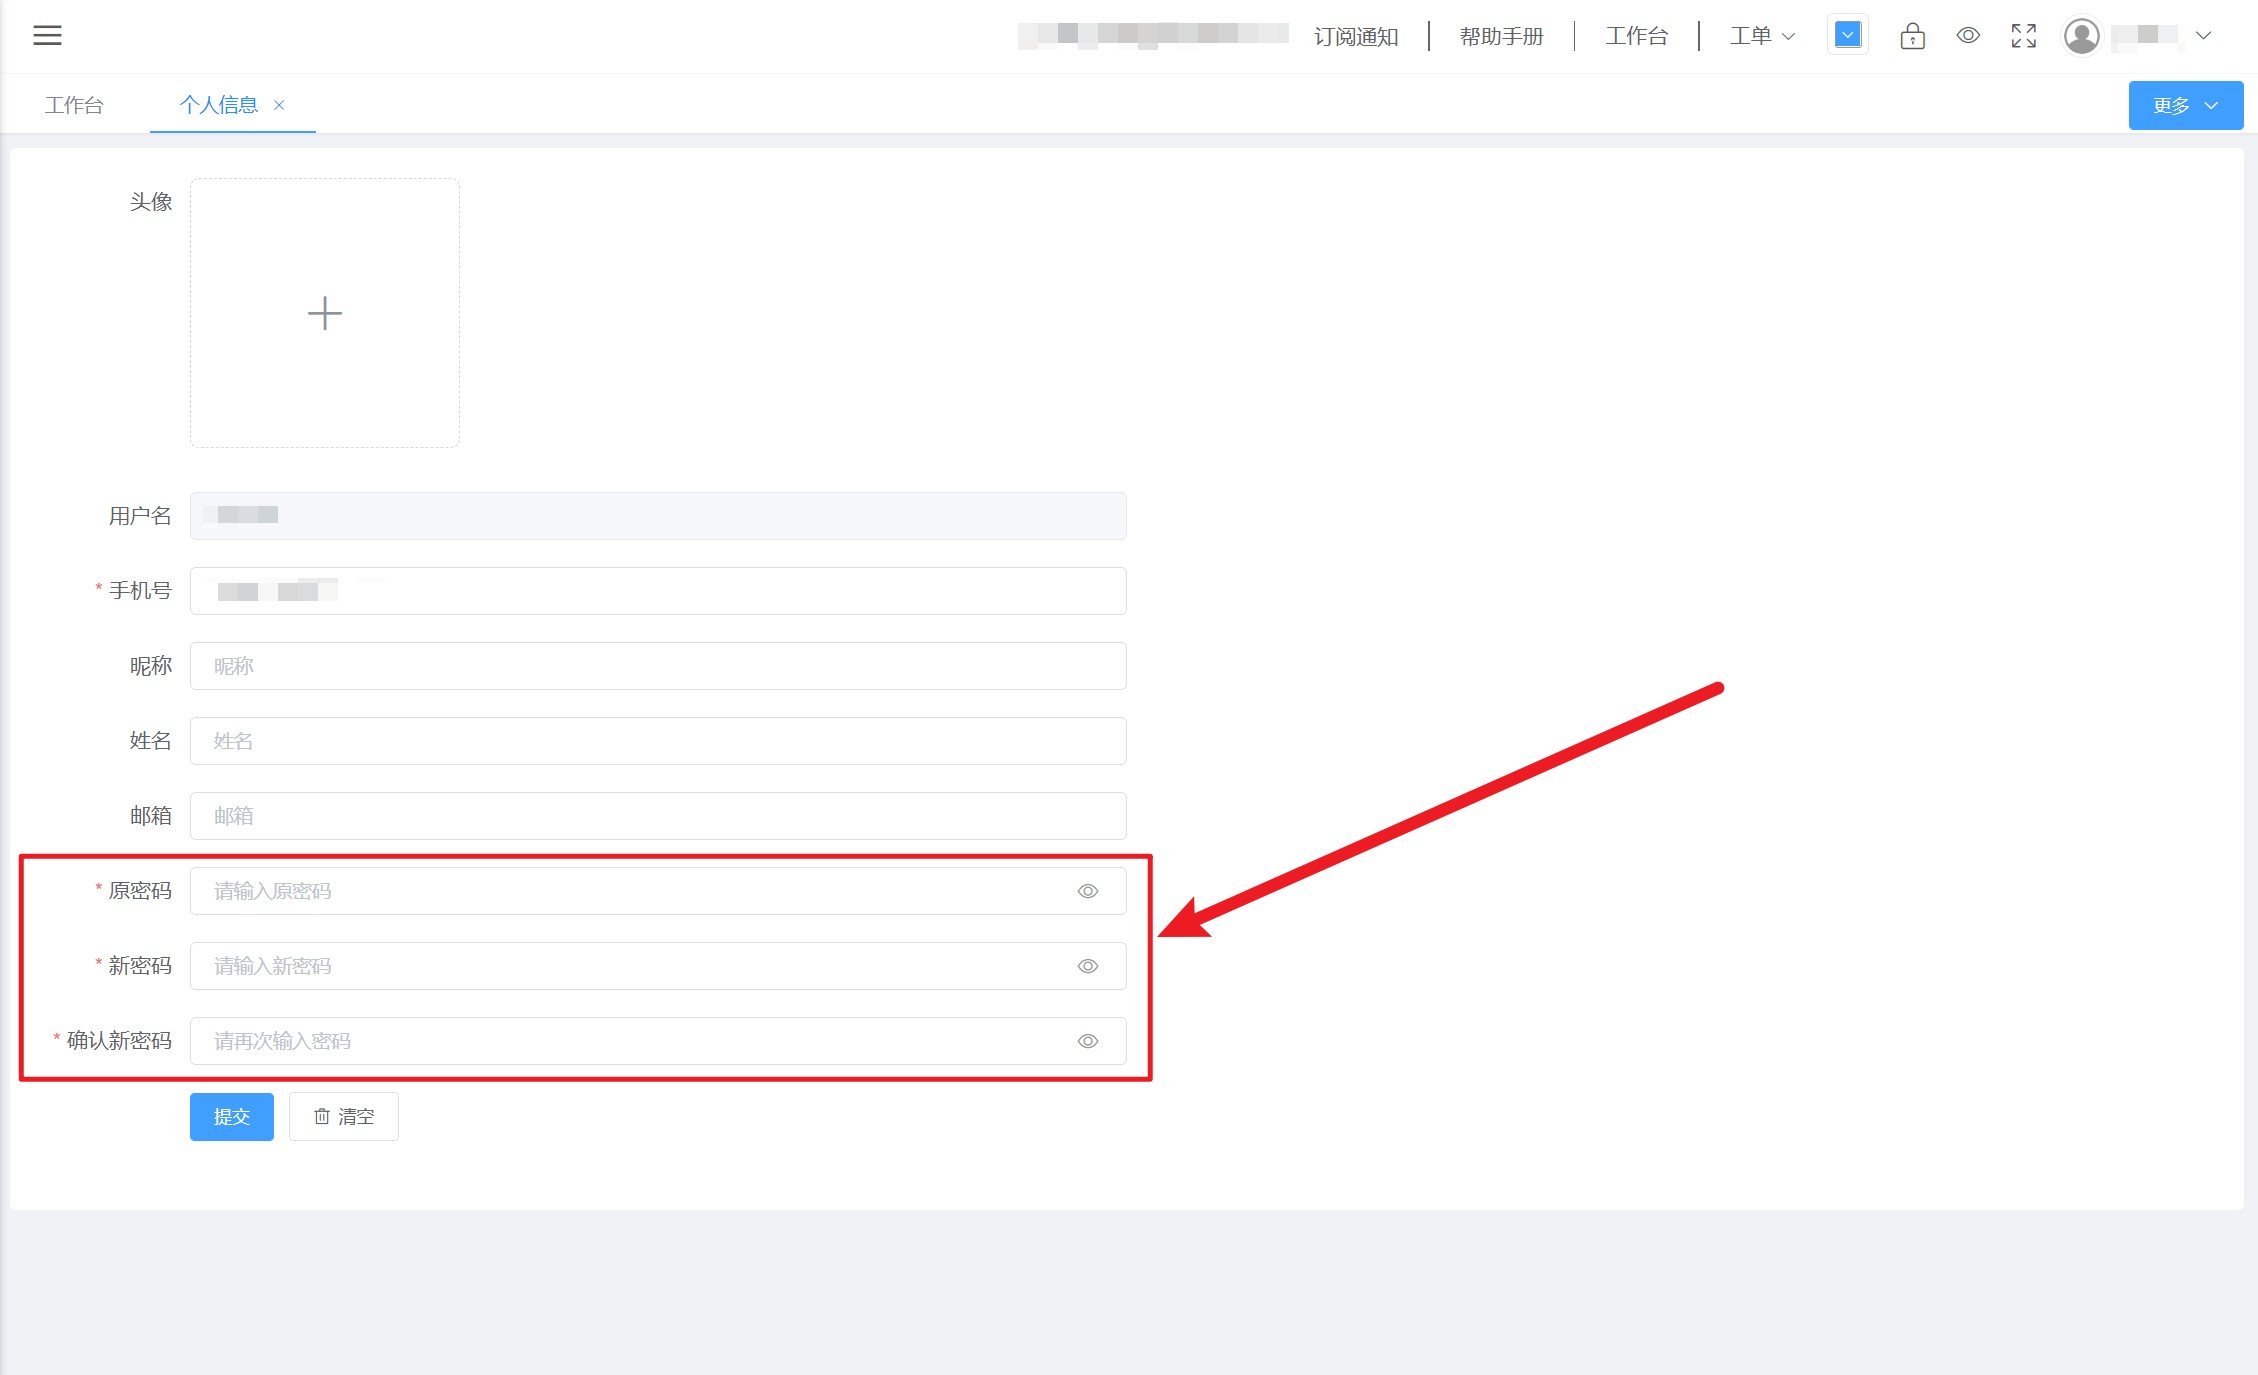 订阅通知 帮助手册 工作台 工单
工作台 个人信息 更多
头像
用户名
* 手机号
昵称 昵称
姓名 姓名
邮箱 邮箱
* 原密码 请输入原密码
* 新密码 请输入新密码
* 确认新密码 请再次输入密码
提交 清空